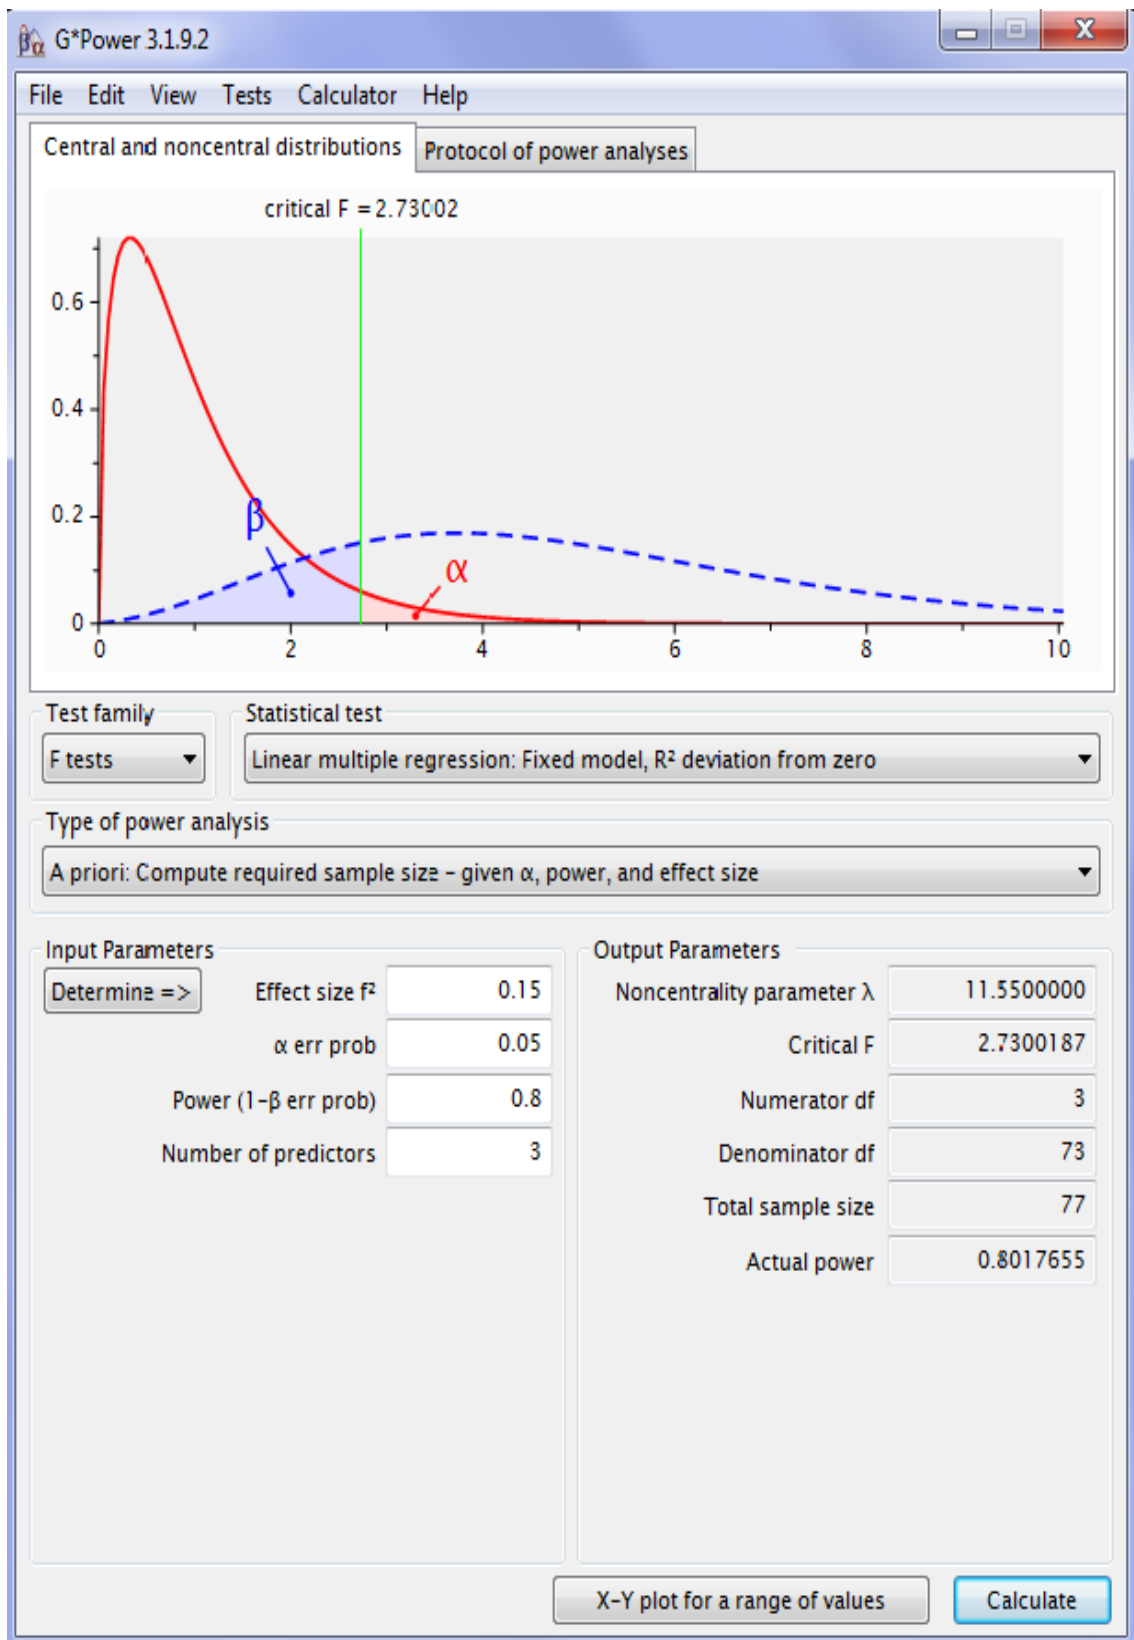 G*Power 3.1.9.2
File Edit View Tests Calculator Help
Central and noncentral distributions Protocol of power analyses
critical F = 2.73002
0.6
0.4
0.2
0
β
α
0 2 4 6 8 10
Test family Statistical test
F tests Linear multiple regression: Fixed model, R² deviation from zero
Type of power analysis
A priori: Compute required sample size – given α, power, and effect size
Input Parameters Output Parameters
Determine => Effect size f² 0.15 Noncentrality parameter λ 11.5500000
α err prob 0.05 Critical F 2.7300187
Power (1-β err prob) 0.8 Numerator df 3
Number of predictors 3 Denominator df 73
Total sample size 77
Actual power 0.8017655
X-Y plot for a range of values Calculate